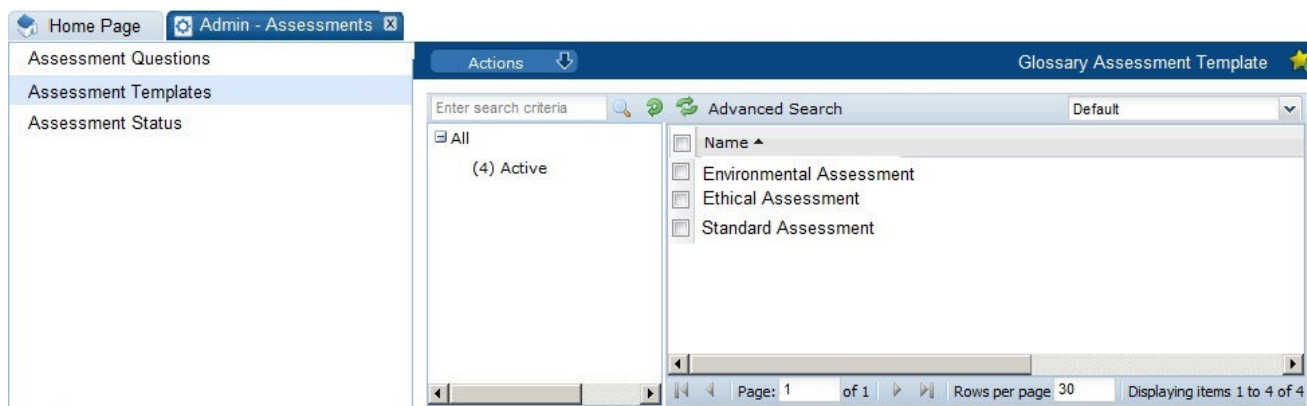 Home Page Admin - Assessments
Assessment Questions
Assessment Templates
Assessment Status
Actions Glossary Assessment Template
Enter search criteria Advanced Search Default
All
(4) Active
Name
Environmental Assessment
Ethical Assessment
Standard Assessment
Page: 1 of 1 Rows per page 30 Displaying items 1 to 4 of 4